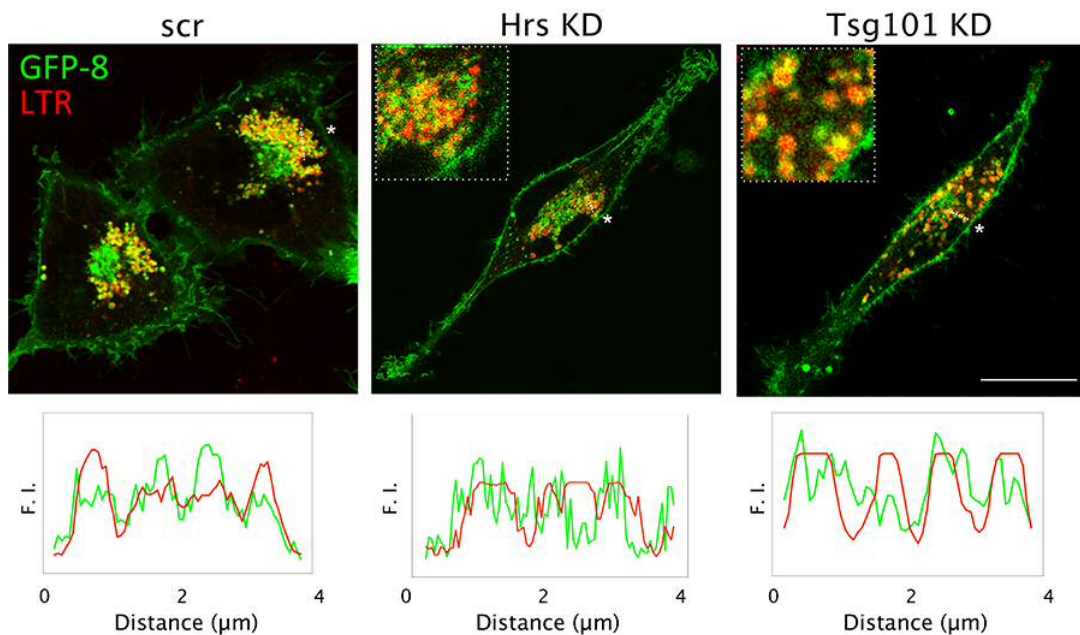 scr
Hrs KD
Tsg101 KD
GFP-8
LTR
*
*
*
F. I.
F. I.
F. I.
0 2 4
0 2 4
0 2 4
Distance (μm)
Distance (μm)
Distance (μm)